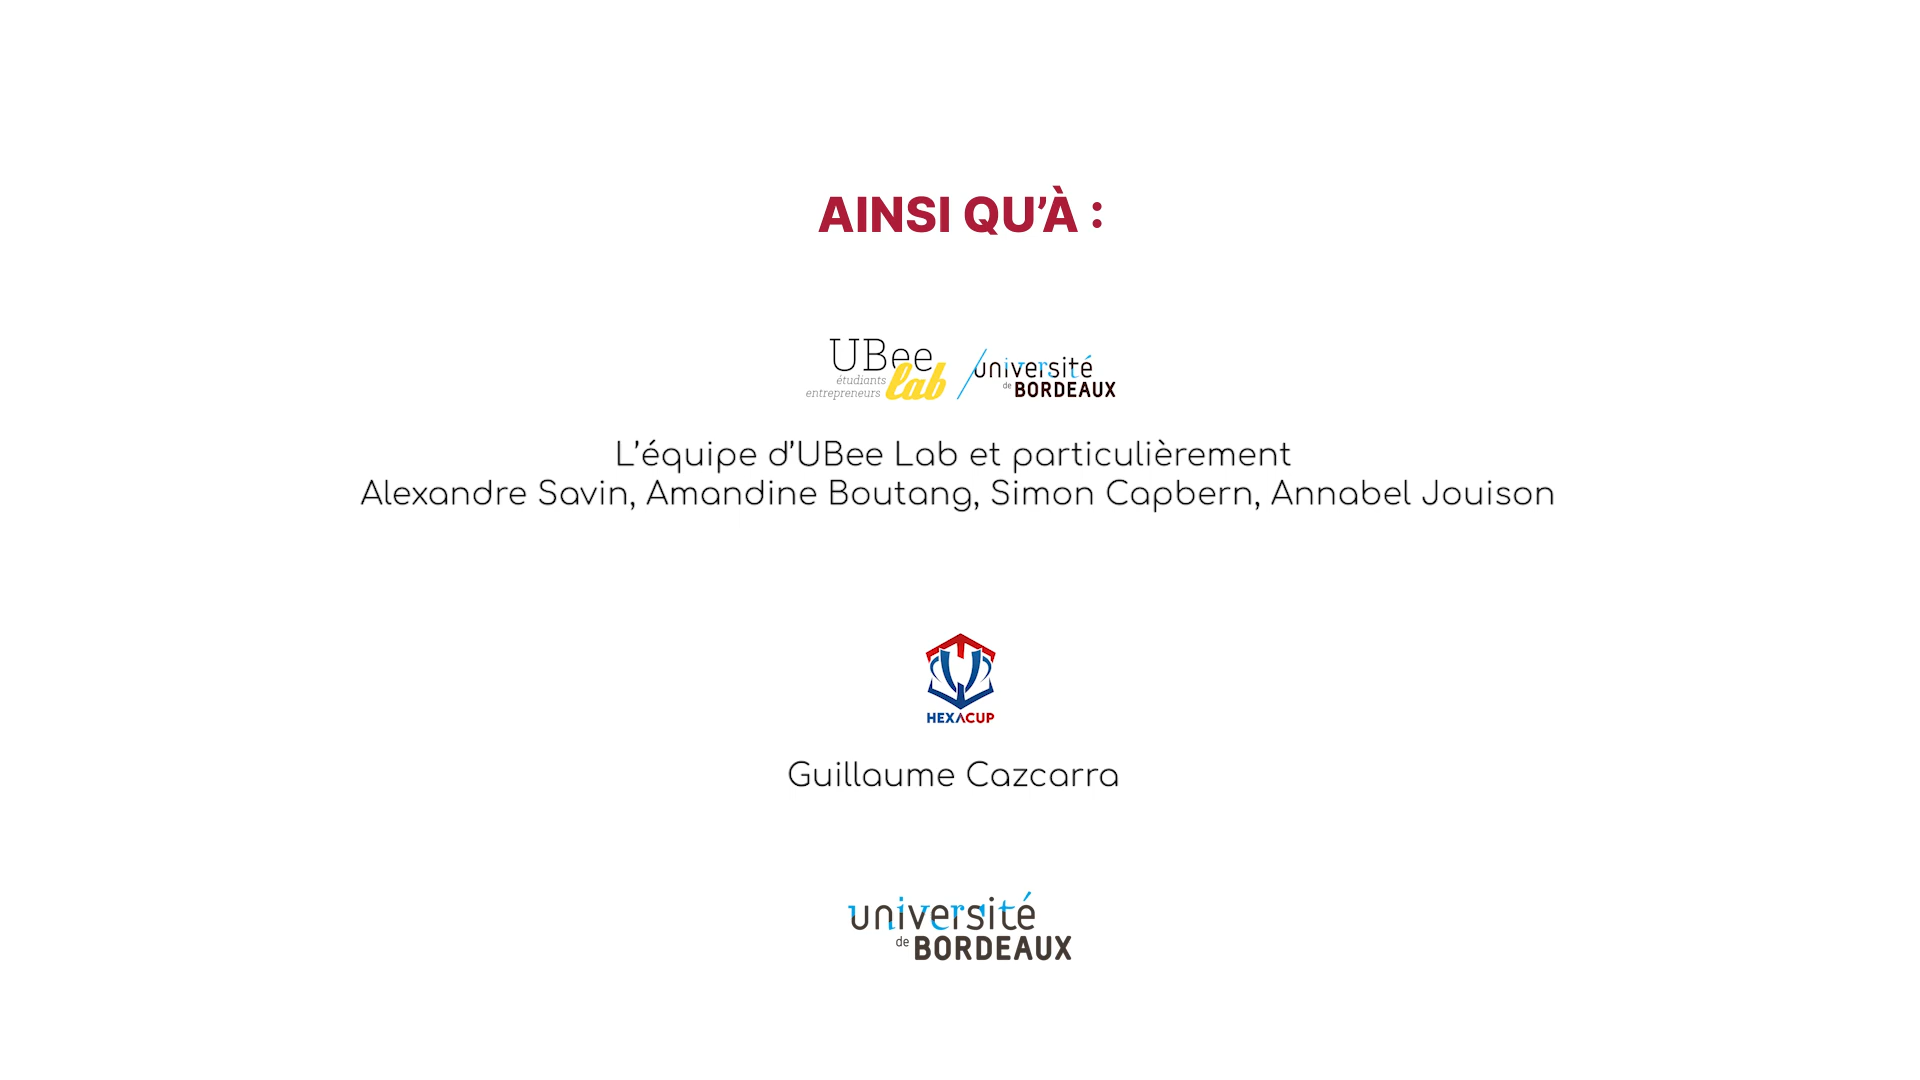 AINSI QU’À :
UBee
étudiants
entrepreneurs lab
université
de BORDEAUX
L’équipe d’UBee Lab et particulièrement
Alexandre Savin, Amandine Boutang, Simon Capbern, Annabel Jouison
HEXACUP
Guillaume Cazcarra
université
de BORDEAUX